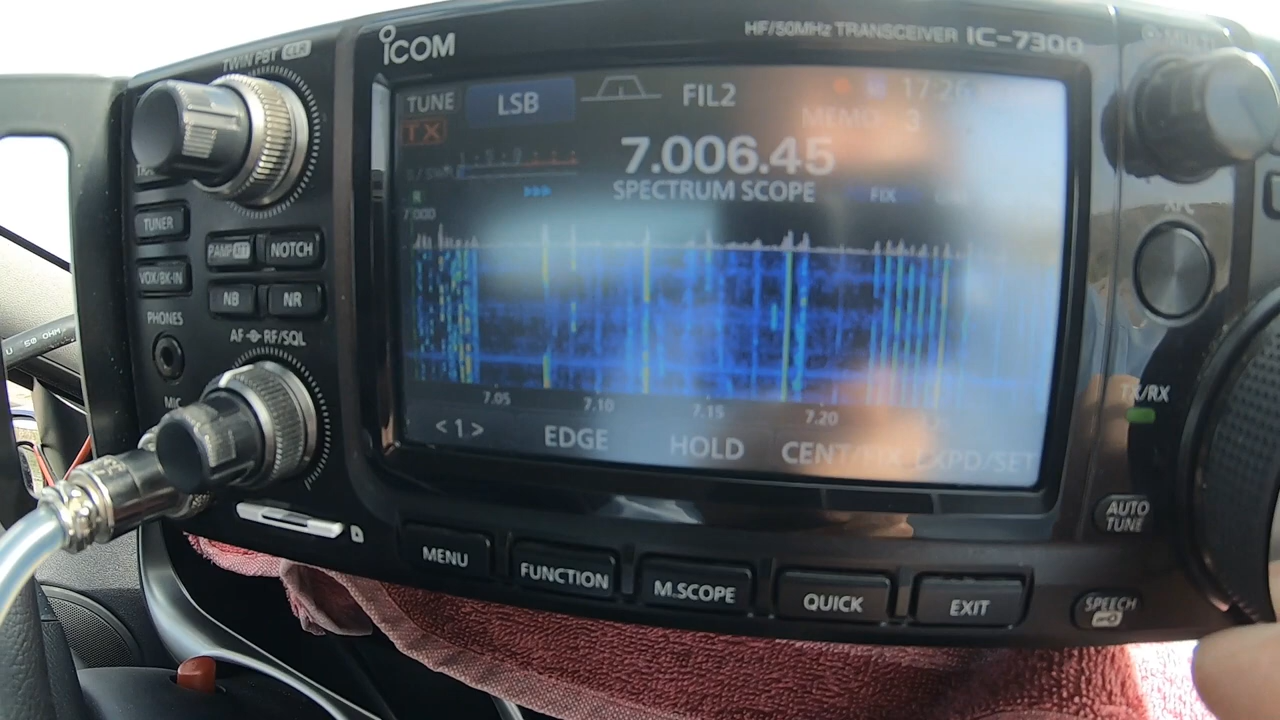 TWIN PBT CLR
ICOM
HF/50MHz TRANSCEIVER IC-7300
MULTI
TUNE
LSB
FIL2
17:26
TX
MEMO 3
7.006.45
SPECTRUM SCOPE
FIX
7.000
TUNER
P.AMP ATT
NOTCH
VOX/BK-IN
NB
NR
PHONES
AF RF/SQL
MIC
7.05
7.10
7.15
7.20
<1>
EDGE
HOLD
CENT/FIX
EXPD/SET
TX/RX
AUTO
TUNE
SPEECH
MENU
FUNCTION
M.SCOPE
QUICK
EXIT
50 OHM